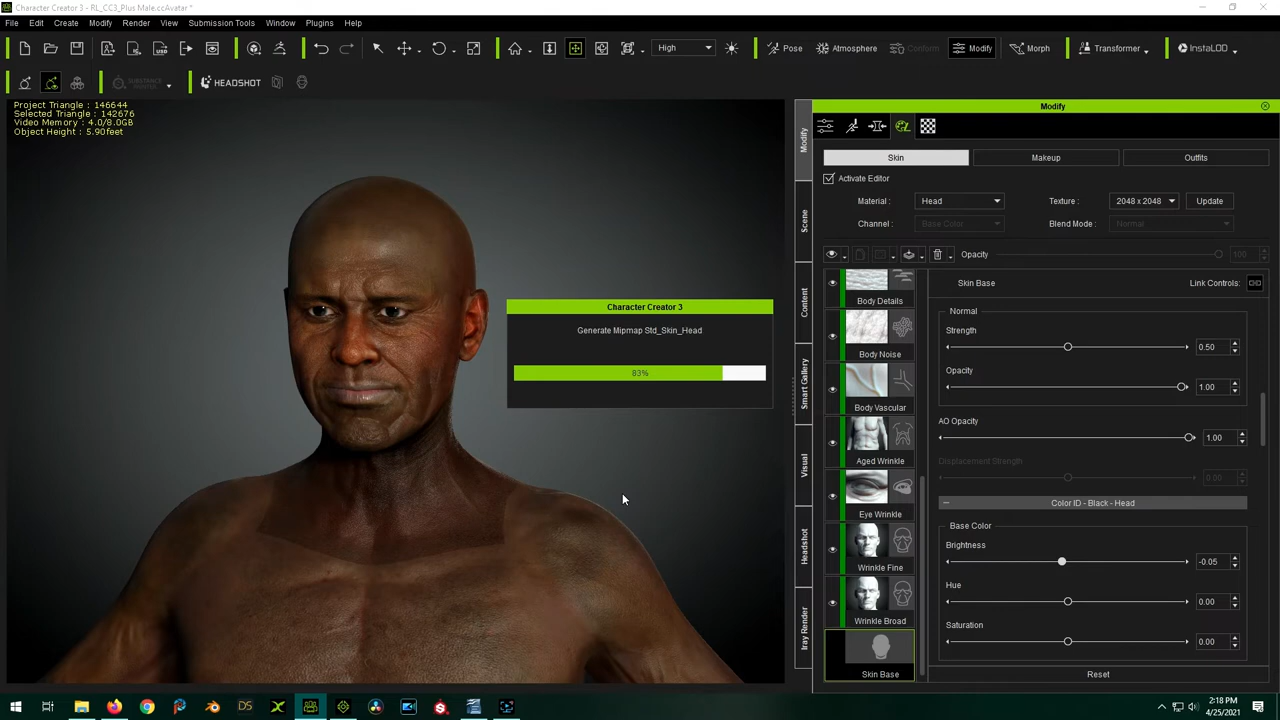 Character Creator 3 - RL_CC3_Plus Male.ccAvatar *
File Edit Create Modify Render View Submission Tools Window Plugins Help
High
Pose
Atmosphere
Conform
Modify
Morph
Transformer
InstaLOD
SUBSTANCE PAINTER
HEADSHOT
Project Triangle : 146644
Selected Triangle : 142676
Video Memory : 4.0/8.0GB
Object Height : 5.90feet
Character Creator 3
Generate Mipmap Std_Skin_Head
83%
Modify
Scene
Content
Smart Gallery
Visual
Headshot
Iray Render
Modify
Skin Makeup Outfits
Activate Editor
Material : Head Texture : 2048 x 2048 Update
Channel : Base Color Blend Mode : Normal
Opacity 100
Body Details
Body Noise
Body Vascular
Aged Wrinkle
Eye Wrinkle
Wrinkle Fine
Wrinkle Broad
Skin Base
Skin Base Link Controls:
Normal
Strength
0.50
Opacity
1.00
AO Opacity
1.00
Displacement Strength
0.00
Color ID - Black - Head
Base Color
Brightness
-0.05
Hue
0.00
Saturation
0.00
Reset
DS
2:18 PM
4/25/2021